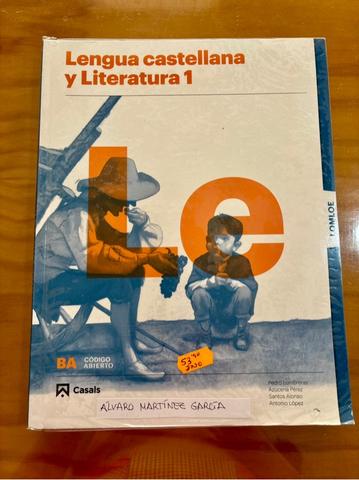 Lengua castellana
y Literatura 1
Le
LOMLOE
BA CÓDIGO
ABIERTO
Casals
Pedro Lumbreras
Azucena Pérez
Santos Alonso
Antonio López
ÁLVARO MARTÍNEZ GARCÍA